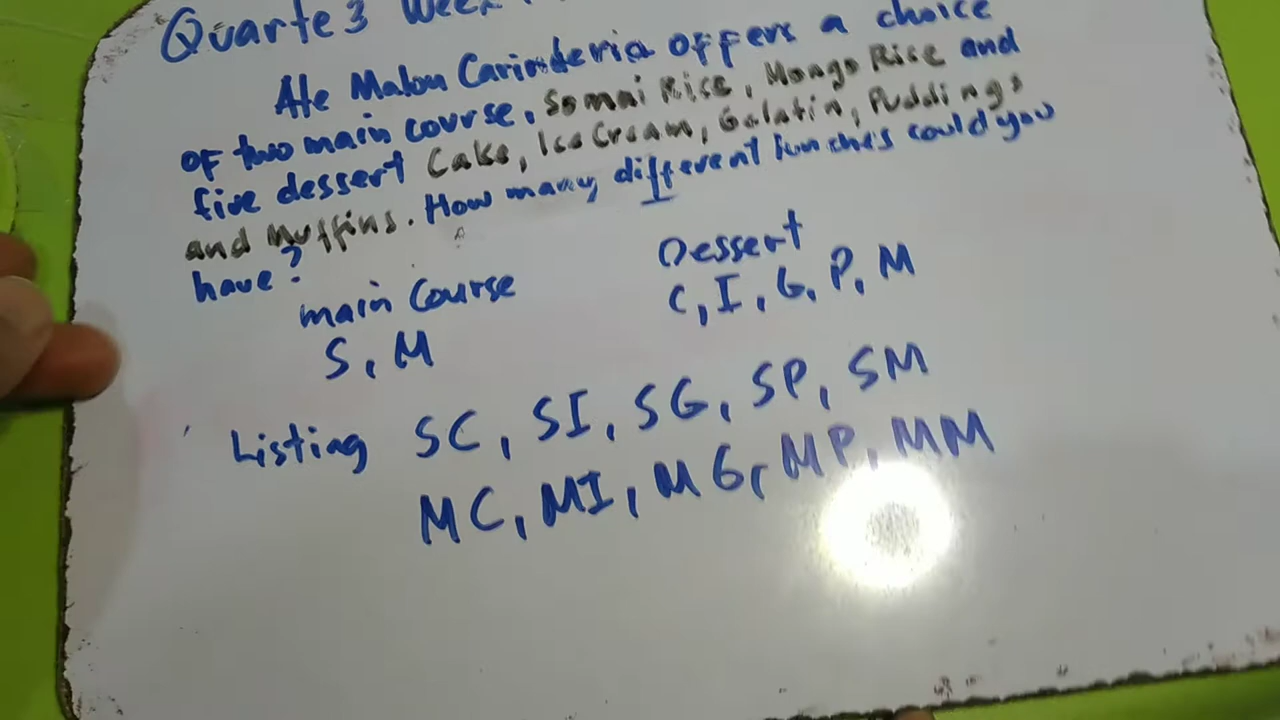 Quarte 3 Week
Ate Malou Carinderia offers a choice
of two main course, Somai Rice, Mongo Rice and
five dessert Cake, Ice Cream, Gelatin, Puddings
and Muffins. How many different lunches could you
have?
main Course Dessert
S, M C, I, G, P, M
Listing SC, SI, SG, SP, SM
MC, MI, MG, MP, MM